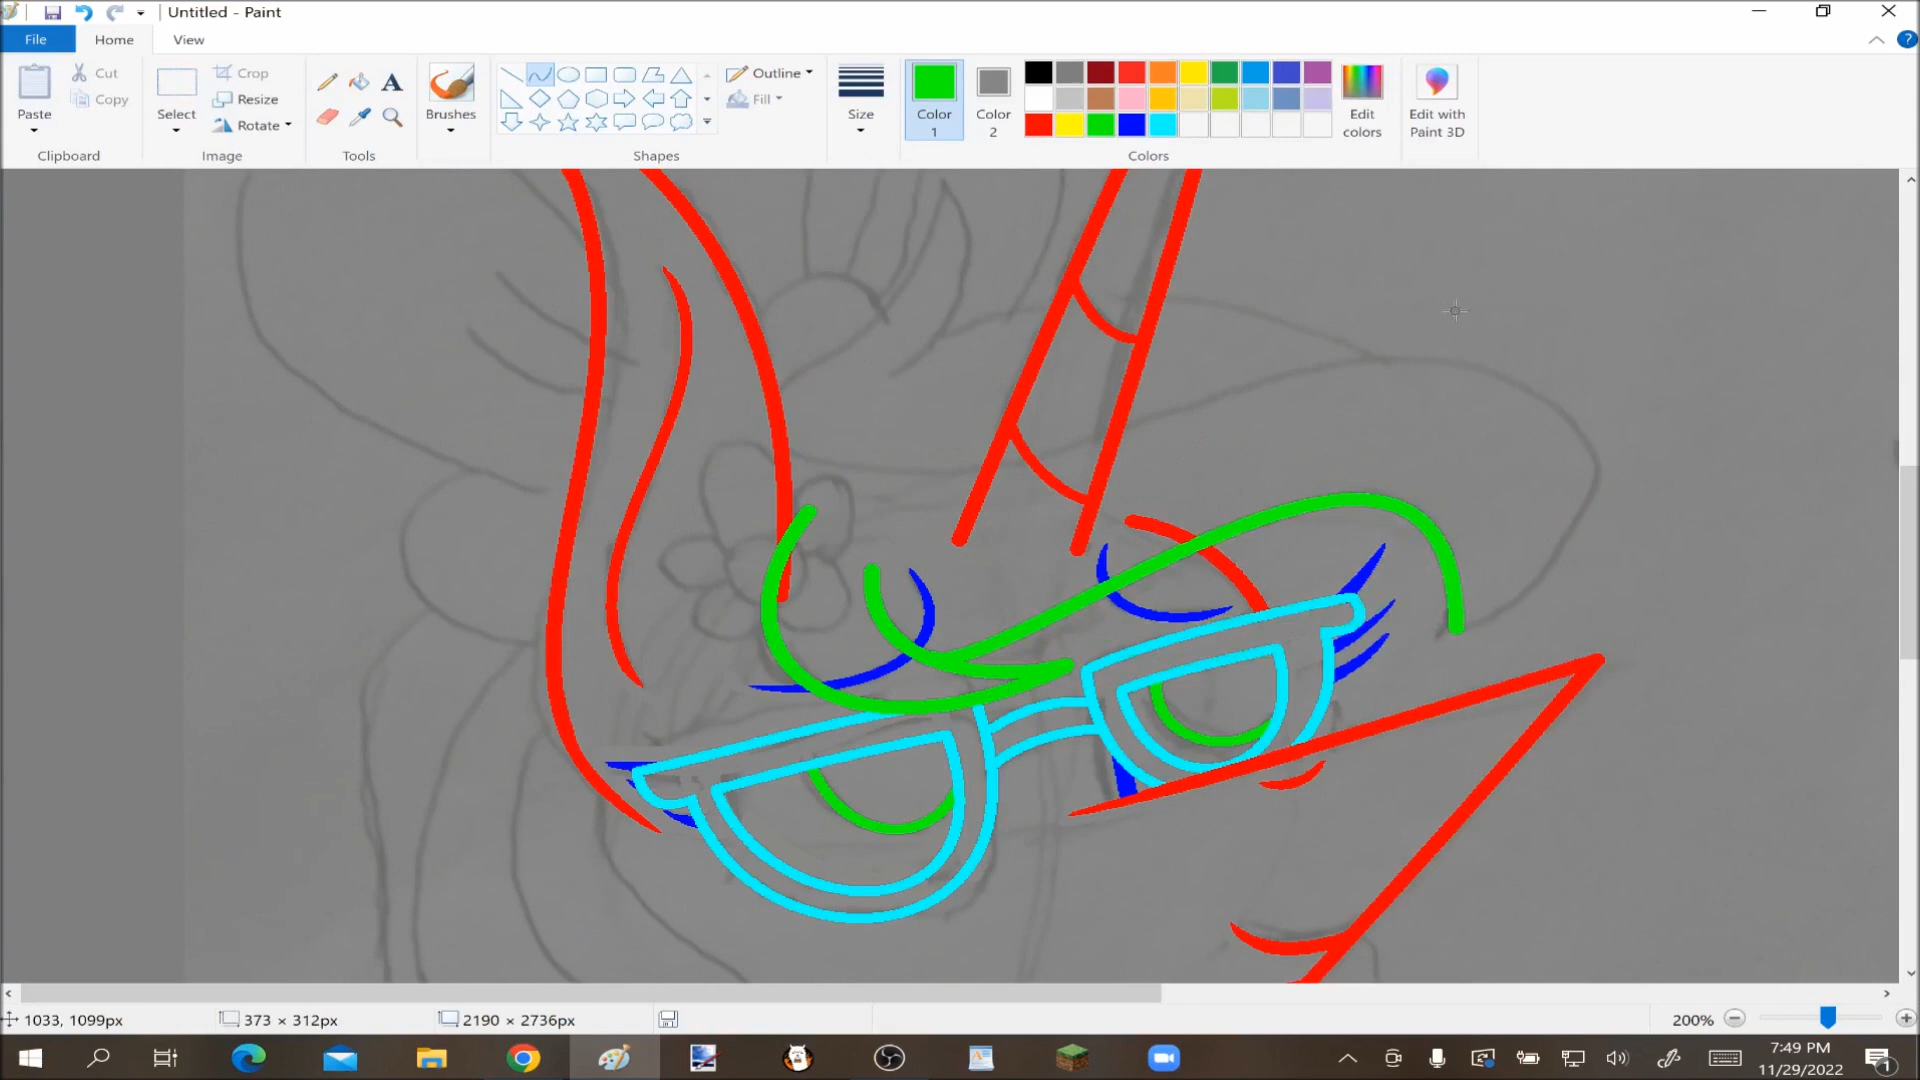 Untitled - Paint
File
Home
View
Paste
Cut
Copy
Clipboard
Select
Crop
Resize
Rotate
Image
A
Tools
Brushes
Shapes
Outline
Fill
Size
Color 1
Color 2
Colors
Edit colors
Edit with Paint 3D
?
1033, 1099px
373 × 312px
2190 × 2736px
200%
7:49 PM
11/29/2022
1